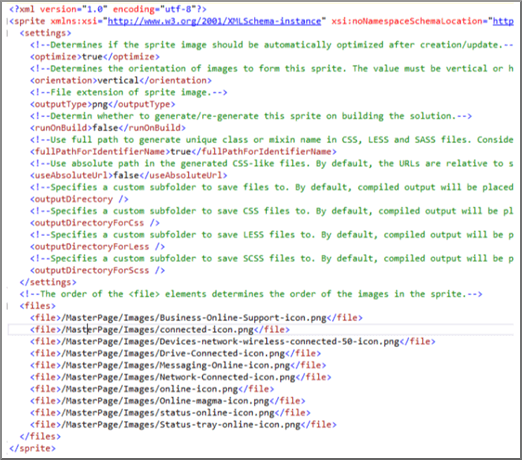 <?xml version="1.0" encoding="utf-8"?>
<sprite xmlns:xsi="http://www.w3.org/2001/XMLSchema-instance" xsi:noNamespaceSchemaLocation="http
<settings>
<!--Determines if the sprite image should be automatically optimized after creation/update.--
<optimize>true</optimize>
<!--Determines the orientation of images to form this sprite. The value must be vertical or h
<orientation>vertical</orientation>
<!--File extension of sprite image.-->
<outputType>png</outputType>
<!--Determin whether to generate/re-generate this sprite on building the solution.-->
<runOnBuild>false</runOnBuild>
<!--Use full path to generate unique class or mixin name in CSS, LESS and SASS files. Conside
<fullPathForIdentifierName>true</fullPathForIdentifierName>
<!--Use absolute path in the generated CSS-like files. By default, the URLs are relative to s
<useAbsoluteUrl>false</useAbsoluteUrl>
<!--Specifies a custom subfolder to save files to. By default, compiled output will be placed
<outputDirectory />
<!--Specifies a custom subfolder to save CSS files to. By default, compiled output will be pl
<outputDirectoryForCss />
<!--Specifies a custom subfolder to save LESS files to. By default, compiled output will be p
<outputDirectoryForLess />
<!--Specifies a custom subfolder to save SCSS files to. By default, compiled output will be p
<outputDirectoryForScss />
</settings>
<!--The order of the <file> elements determines the order of the images in the sprite.-->
<files>
<file>/MasterPage/Images/Business-Online-Support-icon.png</file>
<file>/MasterPage/Images/connected-icon.png</file>
<file>/MasterPage/Images/Devices-network-wireless-connected-50-icon.png</file>
<file>/MasterPage/Images/Drive-Connected-icon.png</file>
<file>/MasterPage/Images/Messaging-Online-icon.png</file>
<file>/MasterPage/Images/Network-Connected-icon.png</file>
<file>/MasterPage/Images/online-icon.png</file>
<file>/MasterPage/Images/Online-magma-icon.png</file>
<file>/MasterPage/Images/status-online-icon.png</file>
<file>/MasterPage/Images/Status-tray-online-icon.png</file>
</files>
</sprite>